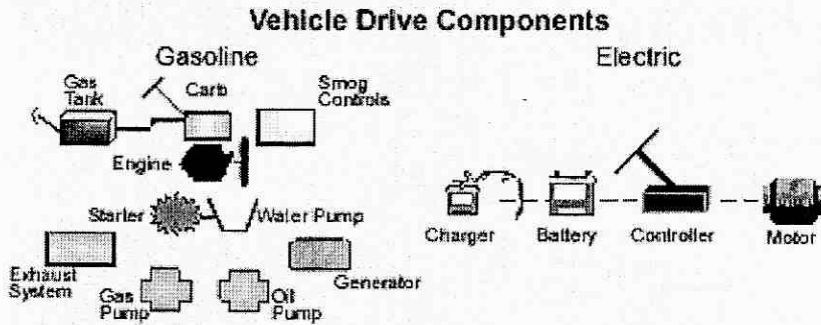 Vehicle Drive Components
Gasoline
Electric
Gas
Tank
Carb
Smog
Controls
Engine
Starter
Water Pump
Exhaust
System
Gas
Pump
Oil
Pump
Generator
Charger
Battery
Controller
Motor